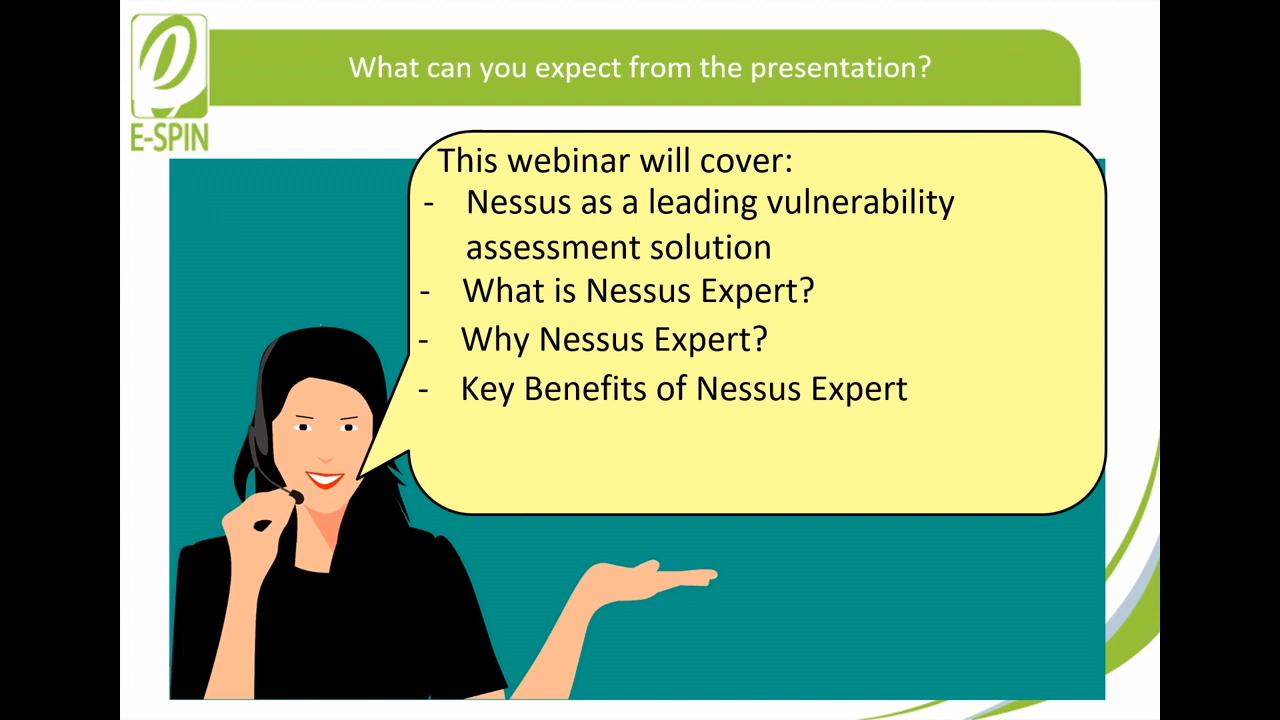 What can you expect from the presentation?
E-SPIN
This webinar will cover:
- Nessus as a leading vulnerability
assessment solution
- What is Nessus Expert?
- Why Nessus Expert?
- Key Benefits of Nessus Expert